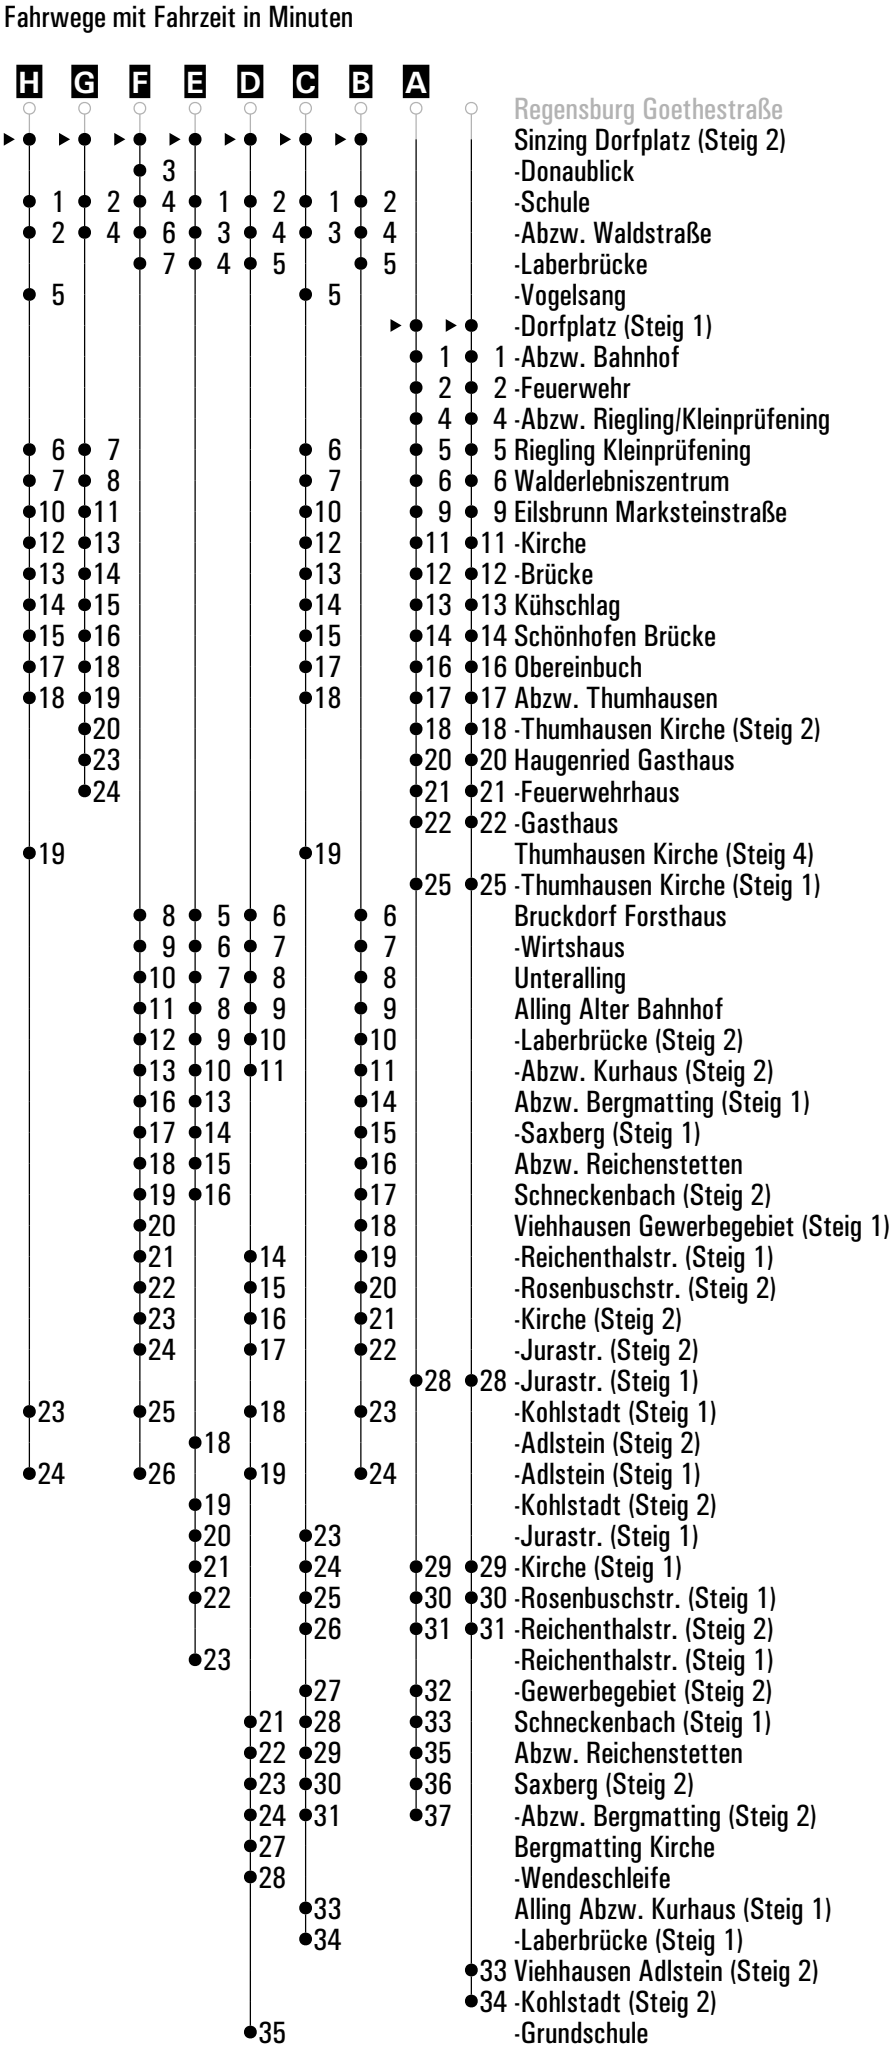 Fahrwege mit Fahrzeit in Minuten
H G F E D C B A
Regensburg Goethestraße
Sinzing Dorfplatz (Steig 2)
3 -Donaublick
1 2 4 1 2 1 2 -Schule
2 4 6 3 4 3 4 -Abzw. Waldstraße
7 4 5 5 -Laberbrücke
5 5 -Vogelsang
-Dorfplatz (Steig 1)
1 1 -Abzw. Bahnhof
2 2 -Feuerwehr
4 4 -Abzw. Riegling/Kleinprüfening
6 7 6 5 5 Riegling Kleinprüfening
7 8 7 6 6 Walderlebniszentrum
10 11 10 9 9 Eilsbrunn Marksteinstraße
12 13 12 11 11 -Kirche
13 14 13 12 12 -Brücke
14 15 14 13 13 Kühschlag
15 16 15 14 14 Schönhofen Brücke
17 18 17 16 16 Obereinbuch
18 19 18 17 17 Abzw. Thumhausen
20 18 18 -Thumhausen Kirche (Steig 2)
23 20 20 Haugenried Gasthaus
24 21 21 -Feuerwehrhaus
22 22 -Gasthaus
19 19 Thumhausen Kirche (Steig 4)
25 25 -Thumhausen Kirche (Steig 1)
8 5 6 6 Bruckdorf Forsthaus
9 6 7 7 -Wirtshaus
10 7 8 8 Unteralling
11 8 9 9 Alling Alter Bahnhof
12 9 10 10 -Laberbrücke (Steig 2)
13 10 11 11 -Abzw. Kurhaus (Steig 2)
16 13 14 Abzw. Bergmatting (Steig 1)
17 14 15 -Saxberg (Steig 1)
18 15 16 Abzw. Reichenstetten
19 16 17 Schneckenbach (Steig 2)
20 18 Viehhausen Gewerbegebiet (Steig 1)
21 14 19 -Reichenthalstr. (Steig 1)
22 15 20 -Rosenbuschstr. (Steig 2)
23 16 21 -Kirche (Steig 2)
24 17 22 -Jurastr. (Steig 2)
28 28 -Jurastr. (Steig 1)
23 25 18 23 -Kohlstadt (Steig 1)
18 -Adlstein (Steig 2)
24 26 19 24 -Adlstein (Steig 1)
19 -Kohlstadt (Steig 2)
20 23 -Jurastr. (Steig 1)
21 24 29 29 -Kirche (Steig 1)
22 25 30 30 -Rosenbuschstr. (Steig 1)
26 31 31 -Reichenthalstr. (Steig 2)
23 -Reichenthalstr. (Steig 1)
27 32 -Gewerbegebiet (Steig 2)
21 28 33 Schneckenbach (Steig 1)
22 29 35 Abzw. Reichenstetten
23 30 36 Saxberg (Steig 2)
24 31 37 -Abzw. Bergmatting (Steig 2)
27 Bergmatting Kirche
28 -Wendeschleife
33 Alling Abzw. Kurhaus (Steig 1)
34 -Laberbrücke (Steig 1)
33 Viehhausen Adlstein (Steig 2)
34 -Kohlstadt (Steig 2)
35 -Grundschule